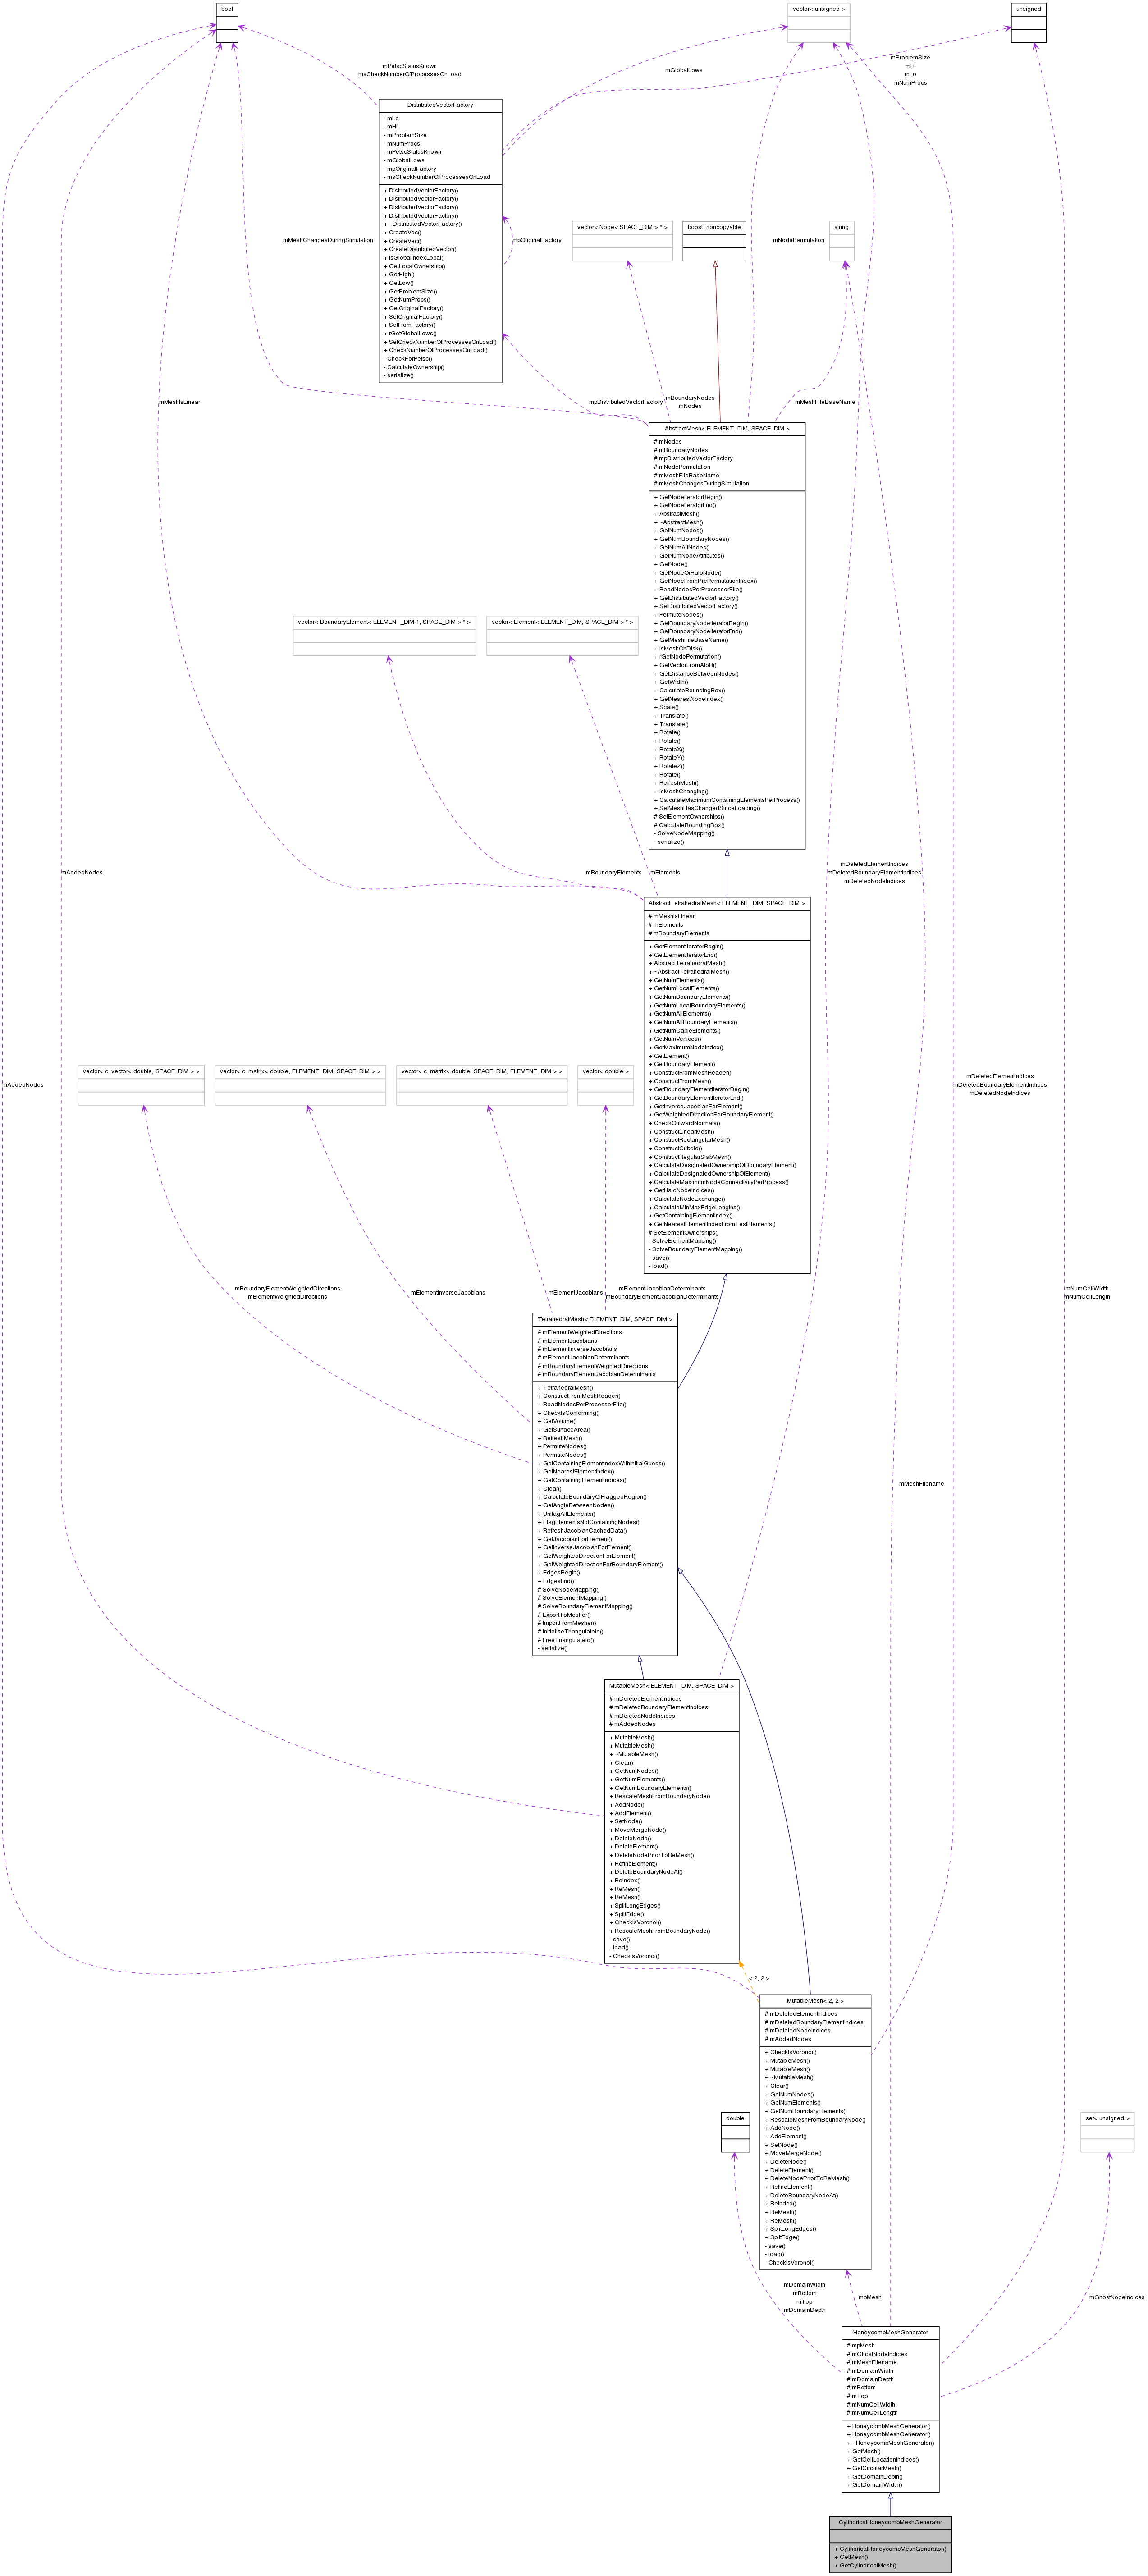 bool
vector< unsigned >
unsigned
mPetscStatusKnown
msCheckNumberOfProcessesOnLoad
mGlobalLows
mProblemSize
mHi
mLo
mNumProcs
DistributedVectorFactory
- mLo
- mHi
- mProblemSize
- mNumProcs
- mPetscStatusKnown
- mGlobalLows
- mpOriginalFactory
- msCheckNumberOfProcessesOnLoad
+ DistributedVectorFactory()
+ DistributedVectorFactory()
+ DistributedVectorFactory()
+ DistributedVectorFactory()
+ ~DistributedVectorFactory()
+ CreateVec()
+ CreateVec()
+ CreateDistributedVector()
+ IsGlobalIndexLocal()
+ GetLocalOwnership()
+ GetHigh()
+ GetLow()
+ GetProblemSize()
+ GetNumProcs()
+ GetOriginalFactory()
+ SetOriginalFactory()
+ SetFromFactory()
+ rGetGlobalLows()
+ SetCheckNumberOfProcessesOnLoad()
+ CheckNumberOfProcessesOnLoad()
- CheckForPetsc()
- CalculateOwnership()
- serialize()
mMeshChangesDuringSimulation
mpOriginalFactory
vector< Node< SPACE_DIM > * >
boost::noncopyable
mNodePermutation
string
mMeshIsLinear
mpDistributedVectorFactory
mBoundaryNodes
mNodes
mMeshFileBaseName
AbstractMesh< ELEMENT_DIM, SPACE_DIM >
# mNodes
# mBoundaryNodes
# mpDistributedVectorFactory
# mNodePermutation
# mMeshFileBaseName
# mMeshChangesDuringSimulation
+ GetNodeIteratorBegin()
+ GetNodeIteratorEnd()
+ AbstractMesh()
+ ~AbstractMesh()
+ GetNumNodes()
+ GetNumBoundaryNodes()
+ GetNumAllNodes()
+ GetNumNodeAttributes()
+ GetNode()
+ GetNodeOrHaloNode()
+ GetNodeFromPrePermutationIndex()
+ ReadNodesPerProcessorFile()
+ GetDistributedVectorFactory()
+ SetDistributedVectorFactory()
+ PermuteNodes()
+ GetBoundaryNodeIteratorBegin()
+ GetBoundaryNodeIteratorEnd()
+ GetMeshFileBaseName()
+ IsMeshOnDisk()
+ rGetNodePermutation()
+ GetVectorFromAtoB()
+ GetDistanceBetweenNodes()
+ GetWidth()
+ CalculateBoundingBox()
+ GetNearestNodeIndex()
+ Scale()
+ Translate()
+ Translate()
+ Rotate()
+ Rotate()
+ RotateX()
+ RotateY()
+ RotateZ()
+ Rotate()
+ RefreshMesh()
+ IsMeshChanging()
+ CalculateMaximumContainingElementsPerProcess()
+ SetMeshHasChangedSinceLoading()
# SetElementOwnerships()
# CalculateBoundingBox()
- SolveNodeMapping()
- serialize()
vector< BoundaryElement< ELEMENT_DIM-1, SPACE_DIM > * >
vector< Element< ELEMENT_DIM, SPACE_DIM > * >
mAddedNodes
mBoundaryElements
mElements
mDeletedElementIndices
mDeletedBoundaryElementIndices
mDeletedNodeIndices
AbstractTetrahedralMesh< ELEMENT_DIM, SPACE_DIM >
# mMeshIsLinear
# mElements
# mBoundaryElements
+ GetElementIteratorBegin()
+ GetElementIteratorEnd()
+ AbstractTetrahedralMesh()
+ ~AbstractTetrahedralMesh()
+ GetNumElements()
+ GetNumLocalElements()
+ GetNumBoundaryElements()
+ GetNumLocalBoundaryElements()
+ GetNumAllElements()
+ GetNumAllBoundaryElements()
+ GetNumCableElements()
+ GetNumVertices()
+ GetMaximumNodeIndex()
+ GetElement()
+ GetBoundaryElement()
+ ConstructFromMeshReader()
+ ConstructFromMesh()
+ GetBoundaryElementIteratorBegin()
+ GetBoundaryElementIteratorEnd()
+ GetInverseJacobianForElement()
+ GetWeightedDirectionForBoundaryElement()
+ CheckOutwardNormals()
+ ConstructLinearMesh()
+ ConstructRectangularMesh()
+ ConstructCuboid()
+ ConstructRegularSlabMesh()
+ CalculateDesignatedOwnershipOfBoundaryElement()
+ CalculateDesignatedOwnershipOfElement()
+ CalculateMaximumNodeConnectivityPerProcess()
+ GetHaloNodeIndices()
+ CalculateNodeExchange()
+ CalculateMinMaxEdgeLengths()
+ GetContainingElementIndex()
+ GetNearestElementIndexFromTestElements()
# SetElementOwnerships()
- SolveElementMapping()
- SolveBoundaryElementMapping()
- save()
- load()
vector< c_vector< double, SPACE_DIM > >
vector< c_matrix< double, ELEMENT_DIM, SPACE_DIM > >
vector< c_matrix< double, SPACE_DIM, ELEMENT_DIM > >
vector< double >
mAddedNodes
mDeletedElementIndices
mDeletedBoundaryElementIndices
mDeletedNodeIndices
mBoundaryElementWeightedDirections
mElementWeightedDirections
mElementInverseJacobians
mElementJacobians
mElementJacobianDeterminants
mBoundaryElementJacobianDeterminants
mNumCellWidth
mNumCellLength
TetrahedralMesh< ELEMENT_DIM, SPACE_DIM >
# mElementWeightedDirections
# mElementJacobians
# mElementInverseJacobians
# mElementJacobianDeterminants
# mBoundaryElementWeightedDirections
# mBoundaryElementJacobianDeterminants
+ TetrahedralMesh()
+ ConstructFromMeshReader()
+ ReadNodesPerProcessorFile()
+ CheckIsConforming()
+ GetVolume()
+ GetSurfaceArea()
+ RefreshMesh()
+ PermuteNodes()
+ PermuteNodes()
+ GetContainingElementIndexWithInitialGuess()
+ GetNearestElementIndex()
+ GetContainingElementIndices()
+ Clear()
+ CalculateBoundaryOfFlaggedRegion()
+ GetAngleBetweenNodes()
+ UnflagAllElements()
+ FlagElementsNotContainingNodes()
+ RefreshJacobianCachedData()
+ GetJacobianForElement()
+ GetInverseJacobianForElement()
+ GetWeightedDirectionForElement()
+ GetWeightedDirectionForBoundaryElement()
+ EdgesBegin()
+ EdgesEnd()
# SolveNodeMapping()
# SolveElementMapping()
# SolveBoundaryElementMapping()
# ExportToMesher()
# ImportFromMesher()
# InitialiseTriangulateIo()
# FreeTriangulateIo()
- serialize()
mMeshFilename
MutableMesh< ELEMENT_DIM, SPACE_DIM >
# mDeletedElementIndices
# mDeletedBoundaryElementIndices
# mDeletedNodeIndices
# mAddedNodes
+ MutableMesh()
+ MutableMesh()
+ ~MutableMesh()
+ Clear()
+ GetNumNodes()
+ GetNumElements()
+ GetNumBoundaryElements()
+ RescaleMeshFromBoundaryNode()
+ AddNode()
+ AddElement()
+ SetNode()
+ MoveMergeNode()
+ DeleteNode()
+ DeleteElement()
+ DeleteNodePriorToReMesh()
+ RefineElement()
+ DeleteBoundaryNodeAt()
+ ReIndex()
+ ReMesh()
+ ReMesh()
+ SplitLongEdges()
+ SplitEdge()
+ CheckIsVoronoi()
+ RescaleMeshFromBoundaryNode()
- save()
- load()
- CheckIsVoronoi()
< 2, 2 >
MutableMesh< 2, 2 >
# mDeletedElementIndices
# mDeletedBoundaryElementIndices
# mDeletedNodeIndices
# mAddedNodes
+ CheckIsVoronoi()
+ MutableMesh()
+ MutableMesh()
+ ~MutableMesh()
+ Clear()
+ GetNumNodes()
+ GetNumElements()
+ GetNumBoundaryElements()
+ RescaleMeshFromBoundaryNode()
+ AddNode()
+ AddElement()
+ SetNode()
+ MoveMergeNode()
+ DeleteNode()
+ DeleteElement()
+ DeleteNodePriorToReMesh()
+ RefineElement()
+ DeleteBoundaryNodeAt()
+ ReIndex()
+ ReMesh()
+ ReMesh()
+ SplitLongEdges()
+ SplitEdge()
- save()
- load()
- CheckIsVoronoi()
double
set< unsigned >
mDomainWidth
mBottom
mTop
mDomainDepth
mpMesh
mGhostNodeIndices
HoneycombMeshGenerator
# mpMesh
# mGhostNodeIndices
# mMeshFilename
# mDomainWidth
# mDomainDepth
# mBottom
# mTop
# mNumCellWidth
# mNumCellLength
+ HoneycombMeshGenerator()
+ HoneycombMeshGenerator()
+ ~HoneycombMeshGenerator()
+ GetMesh()
+ GetCellLocationIndices()
+ GetCircularMesh()
+ GetDomainDepth()
+ GetDomainWidth()
CylindricalHoneycombMeshGenerator
+ CylindricalHoneycombMeshGenerator()
+ GetMesh()
+ GetCylindricalMesh()